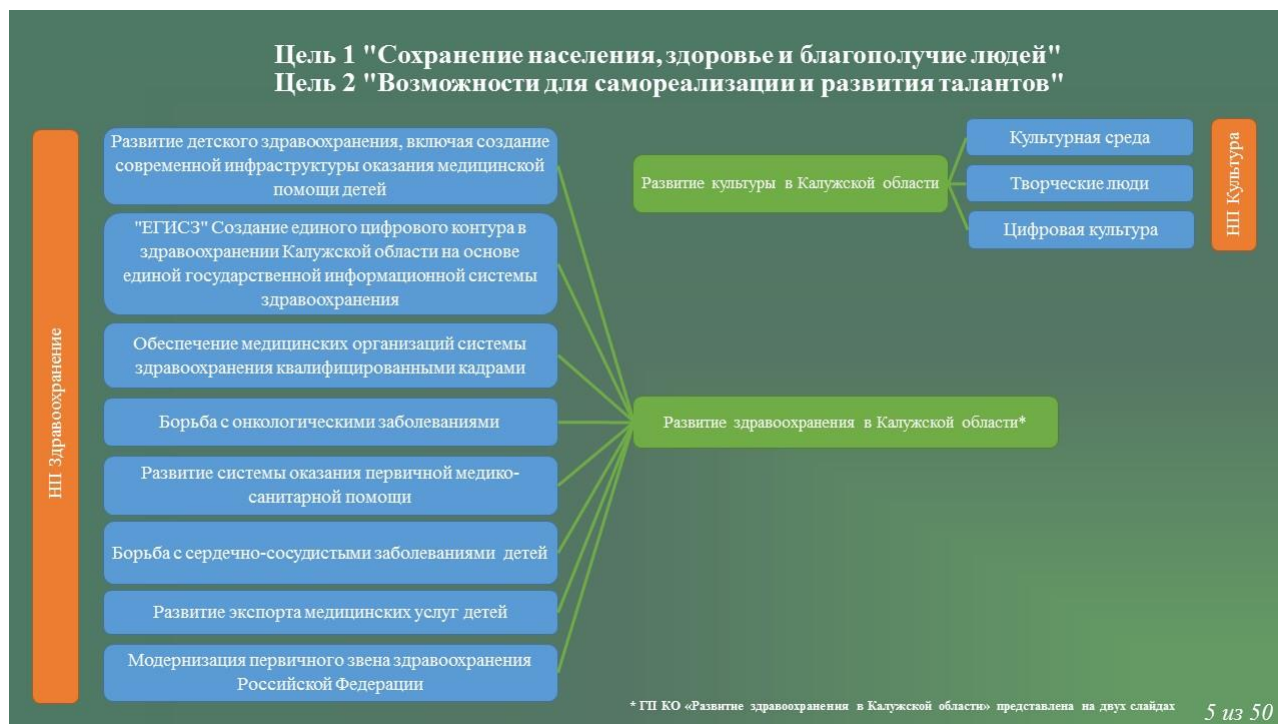 Цель 1 "Сохранение населения, здоровье и благополучие людей"
Цель 2 "Возможности для самореализации и развития талантов"
НП Здравоохранение
Развитие детского здравоохранения, включая создание
современной инфраструктуры оказания медицинской
помощи детей
"ЕГИСЗ" Создание единого цифрового контура в
здравоохранении Калужской области на основе
единой государственной информационной системы
здравоохранения
Обеспечение медицинских организаций системы
здравоохранения квалифицированными кадрами
Борьба с онкологическими заболеваниями
Развитие системы оказания первичной медико-
санитарной помощи
Борьба с сердечно-сосудистыми заболеваниями детей
Развитие экспорта медицинских услуг детей
Модернизация первичного звена здравоохранения
Российской Федерации
Развитие культуры в Калужской области
Культурная среда
Творческие люди
Цифровая культура
НП Культура
Развитие здравоохранения в Калужской области*
* ГП КО «Развитие здравоохранения в Калужской области» представлена на двух слайдах
5 из 50